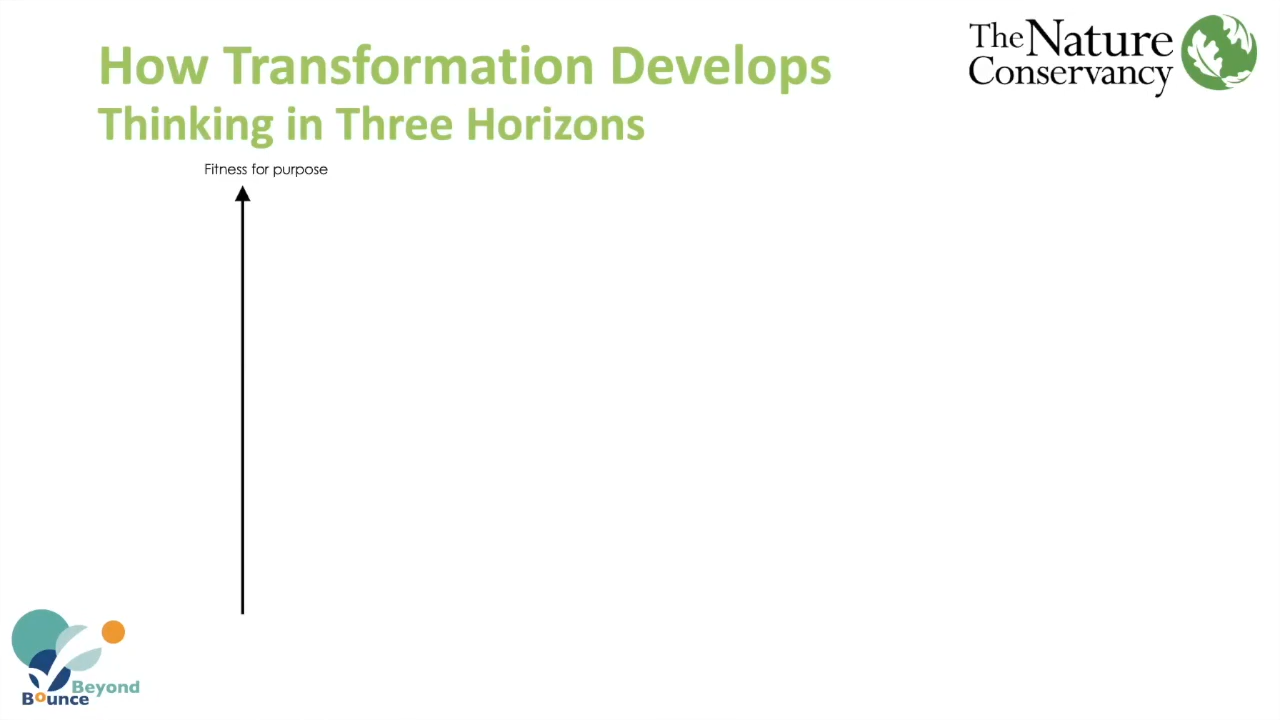 How Transformation Develops
Thinking in Three Horizons
The Nature
Conservancy
Fitness for purpose
Beyond
Bounce